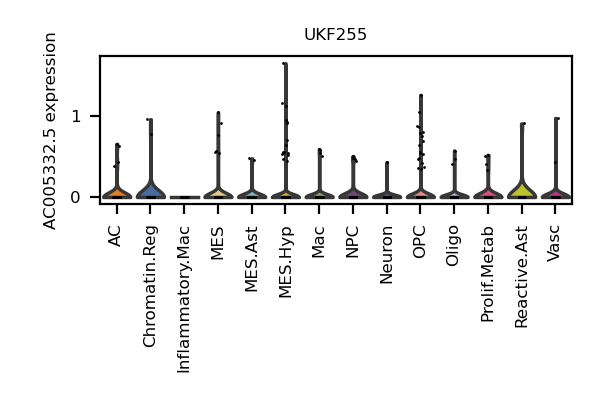 UKF255
AC005332.5 expression
1
0
AC
Chromatin.Reg
Inflammatory.Mac
MES
MES.Ast
MES.Hyp
Mac
NPC
Neuron
OPC
Oligo
Prolif.Metab
Reactive.Ast
Vasc